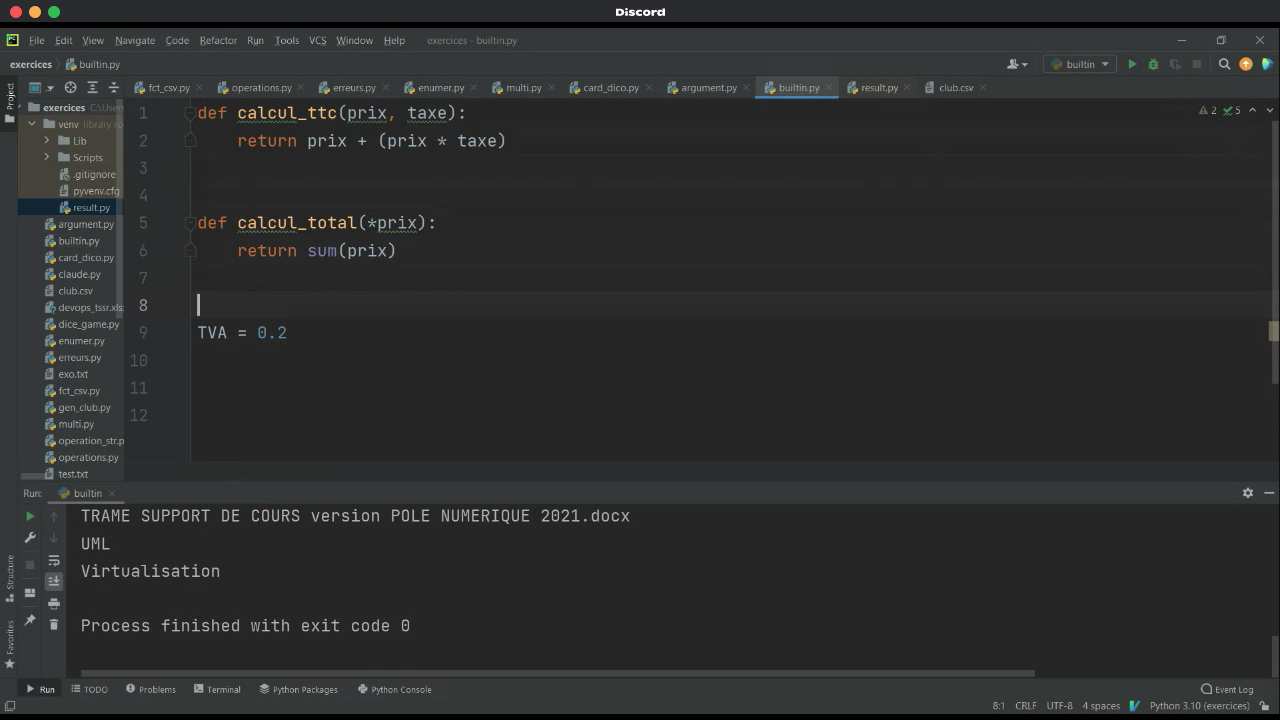 Discord
File Edit View Navigate Code Refactor Run Tools VCS Window Help exercices - builtin.py
exercices builtin.py builtin
Project fct_csv.py operations.py erreurs.py enumer.py multi.py card_dico.py argument.py builtin.py result.py club.csv
exercices C:\Users
venv library ro
Lib
Scripts
.gitignore
pyvenv.cfg
result.py
argument.py
builtin.py
card_dico.py
claude.py
club.csv
devops_tssr.xls
dice_game.py
enumer.py
erreurs.py
exo.txt
fct_csv.py
gen_club.py
multi.py
operation_str.p
operations.py
test.txt
2 5
1 def calcul_ttc(prix, taxe):
2 return prix + (prix * taxe)
3
4
5 def calcul_total(*prix):
6 return sum(prix)
7
8
9 TVA = 0.2
10
11
12
Run: builtin
TRAME SUPPORT DE COURS version POLE NUMERIQUE 2021.docx
UML
Virtualisation
Process finished with exit code 0
Structure
Favorites
Run TODO Problems Terminal Python Packages Python Console Event Log
8:1 CRLF UTF-8 4 spaces Python 3.10 (exercices)